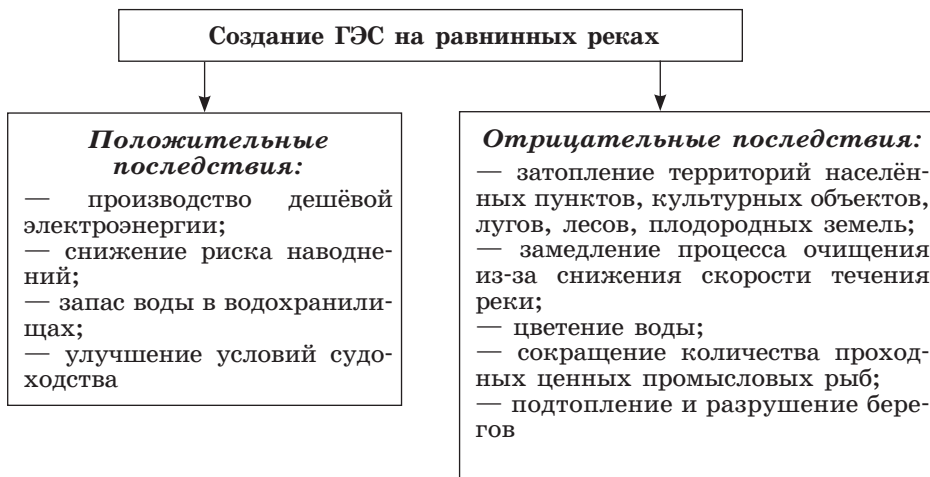 Создание ГЭС на равнинных реках
Положительные
последствия:
— производство дешёвой
электроэнергии;
— снижение риска наводне-
ний;
— запас воды в водохранили-
щах;
— улучшение условий судо-
ходства
Отрицательные последствия:
— затопление территорий населён-
ных пунктов, культурных объектов,
лугов, лесов, плодородных земель;
— замедление процесса очищения
из-за снижения скорости течения
реки;
— цветение воды;
— сокращение количества проход-
ных ценных промысловых рыб;
— подтопление и разрушение бере-
гов